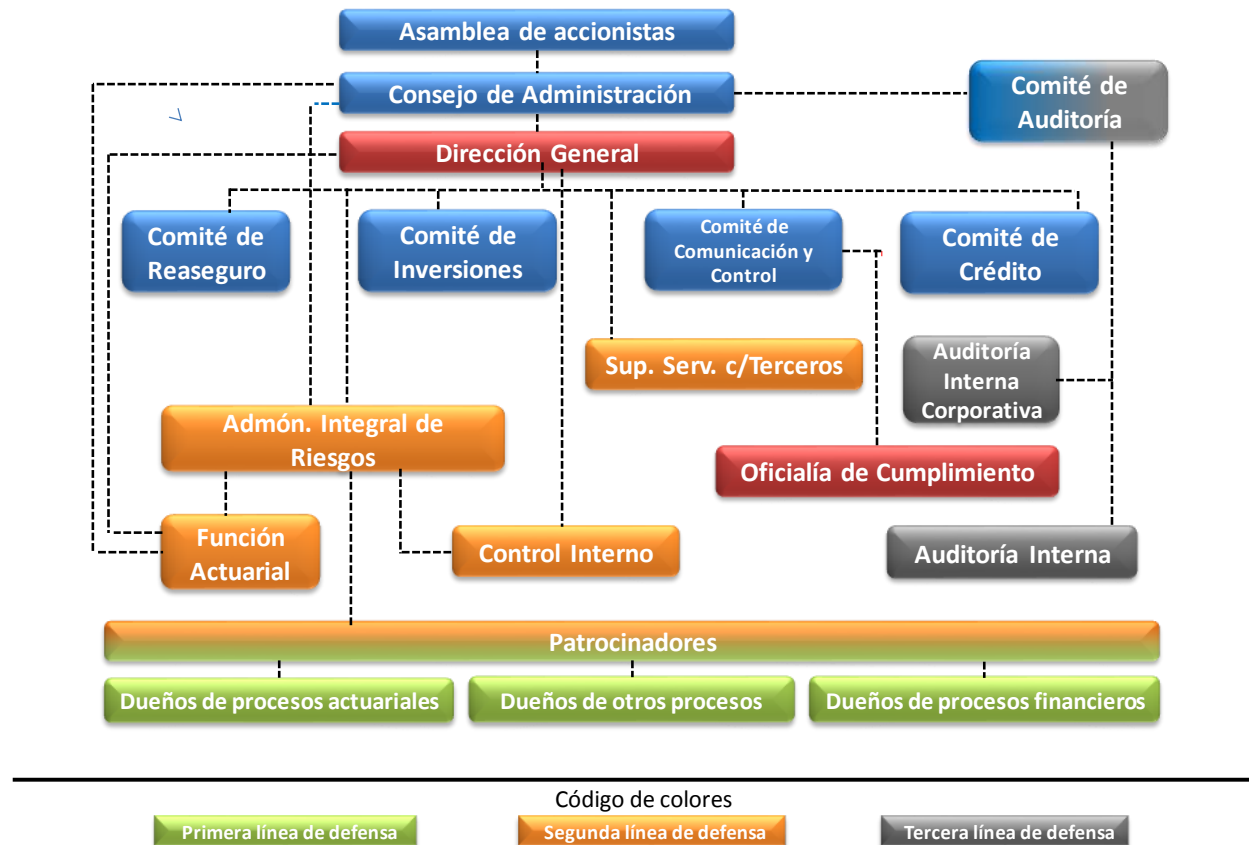 Asamblea de accionistas
Consejo de Administración
Comité de
Auditoría
Dirección General
Comité de
Reaseguro
Comité de
Inversiones
Comité de
Comunicación y
Control
Comité de
Crédito
Sup. Serv. c/Terceros
Auditoría
Interna
Corporativa
Admón. Integral de
Riesgos
Oficialía de Cumplimiento
Función
Actuarial
Control Interno
Auditoría Interna
Patrocinadores
Dueños de procesos actuariales
Dueños de otros procesos
Dueños de procesos financieros
Código de colores
Primera línea de defensa
Segunda línea de defensa
Tercera línea de defensa